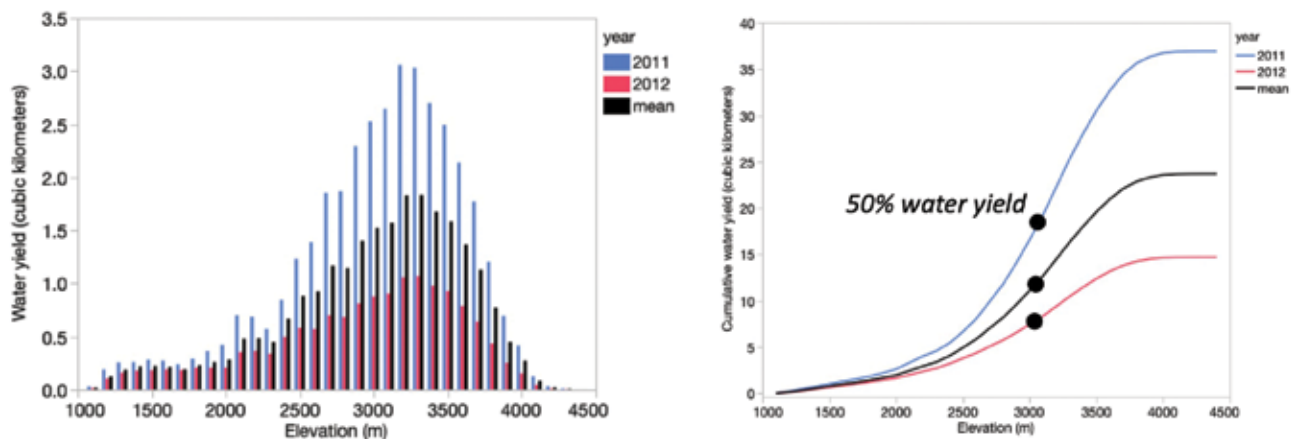 3.5
3.0
2.5
2.0
1.5
1.0
0.5
0.0
Water yield (cubic kilometers)
1000 1500 2000 2500 3000 3500 4000 4500
Elevation (m)
year
2011
2012
mean
40
35
30
25
20
15
10
5
0
Cumulative water yield (cubic kilometers)
50% water yield
1000 1500 2000 2500 3000 3500 4000 4500
Elevation (m)
year
2011
2012
mean